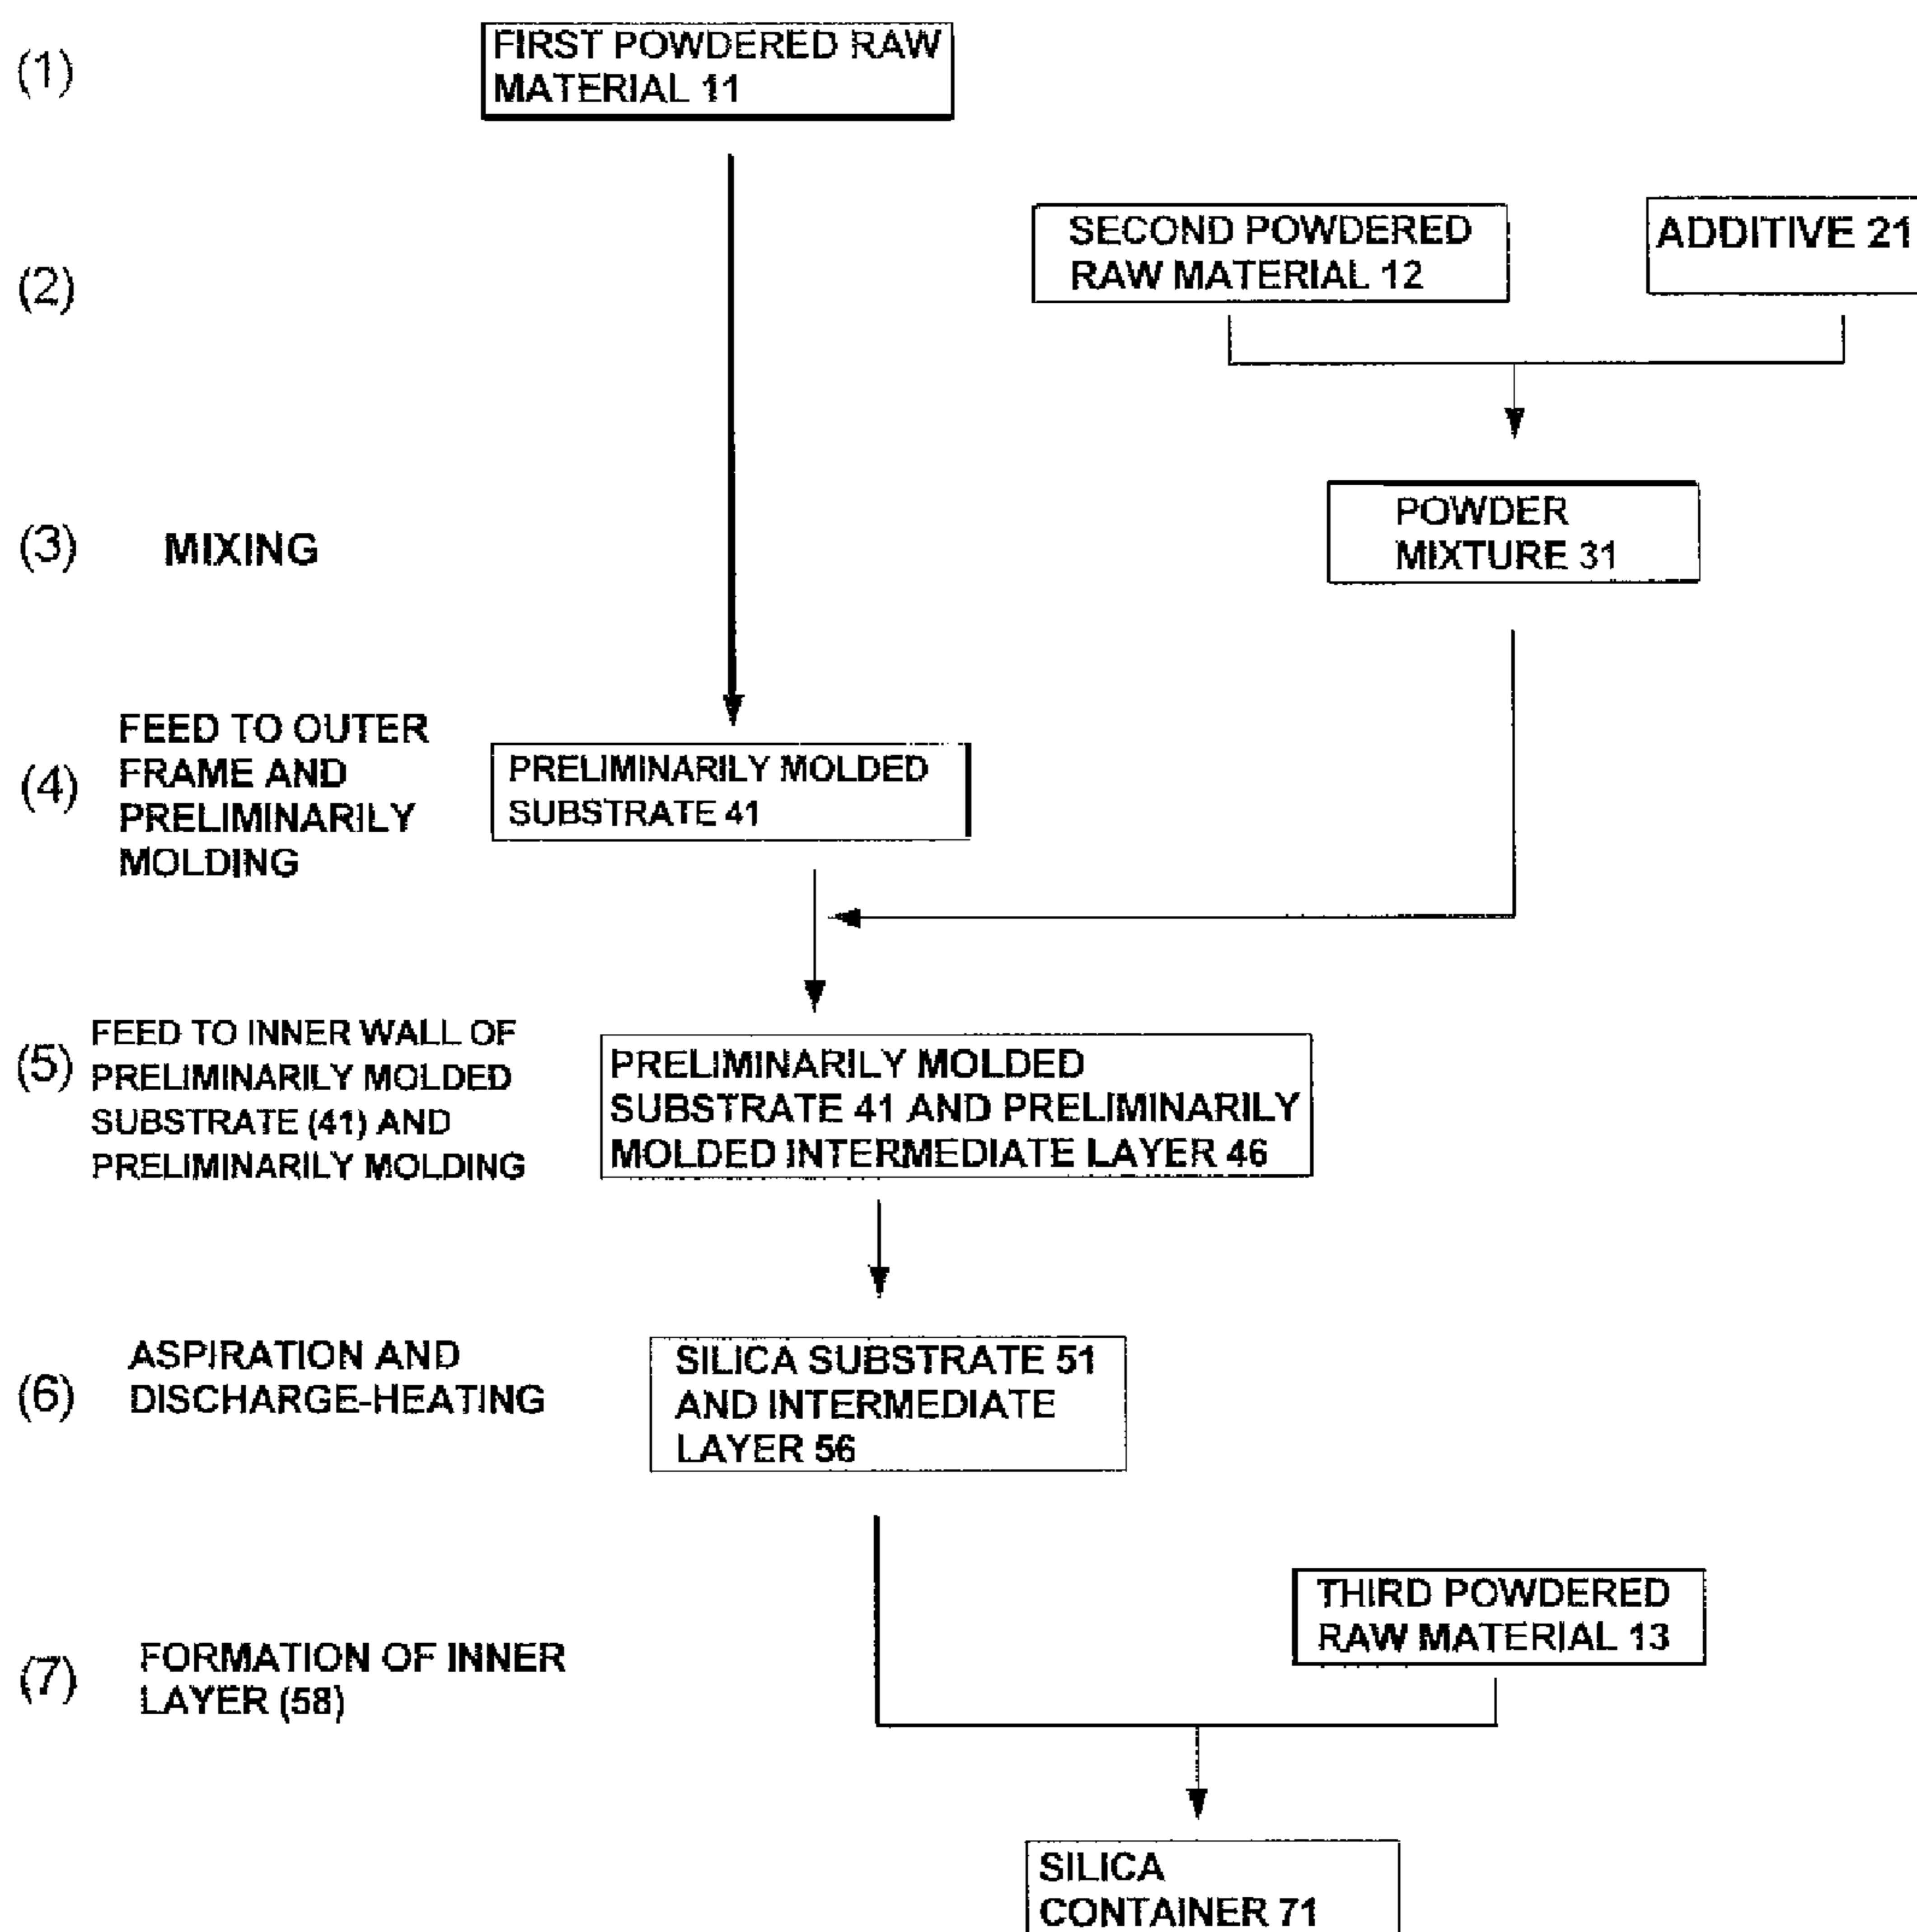 (1)
FIRST POWDERED RAW
MATERIAL 11
(2)
SECOND POWDERED
RAW MATERIAL 12
ADDITIVE 21
(3)
MIXING
POWDER
MIXTURE 31
(4)
FEED TO OUTER
FRAME AND
PRELIMINARILY
MOLDING
PRELIMINARILY MOLDED
SUBSTRATE 41
(5)
FEED TO INNER WALL OF
PRELIMINARILY MOLDED
SUBSTRATE (41) AND
PRELIMINARILY MOLDING
PRELIMINARILY MOLDED
SUBSTRATE 41 AND PRELIMINARILY
MOLDED INTERMEDIATE LAYER 46
(6)
ASPIRATION AND
DISCHARGE-HEATING
SILICA SUBSTRATE 51
AND INTERMEDIATE
LAYER 56
(7)
FORMATION OF INNER
LAYER (58)
THIRD POWDERED
RAW MATERIAL 13
SILICA
CONTAINER 71